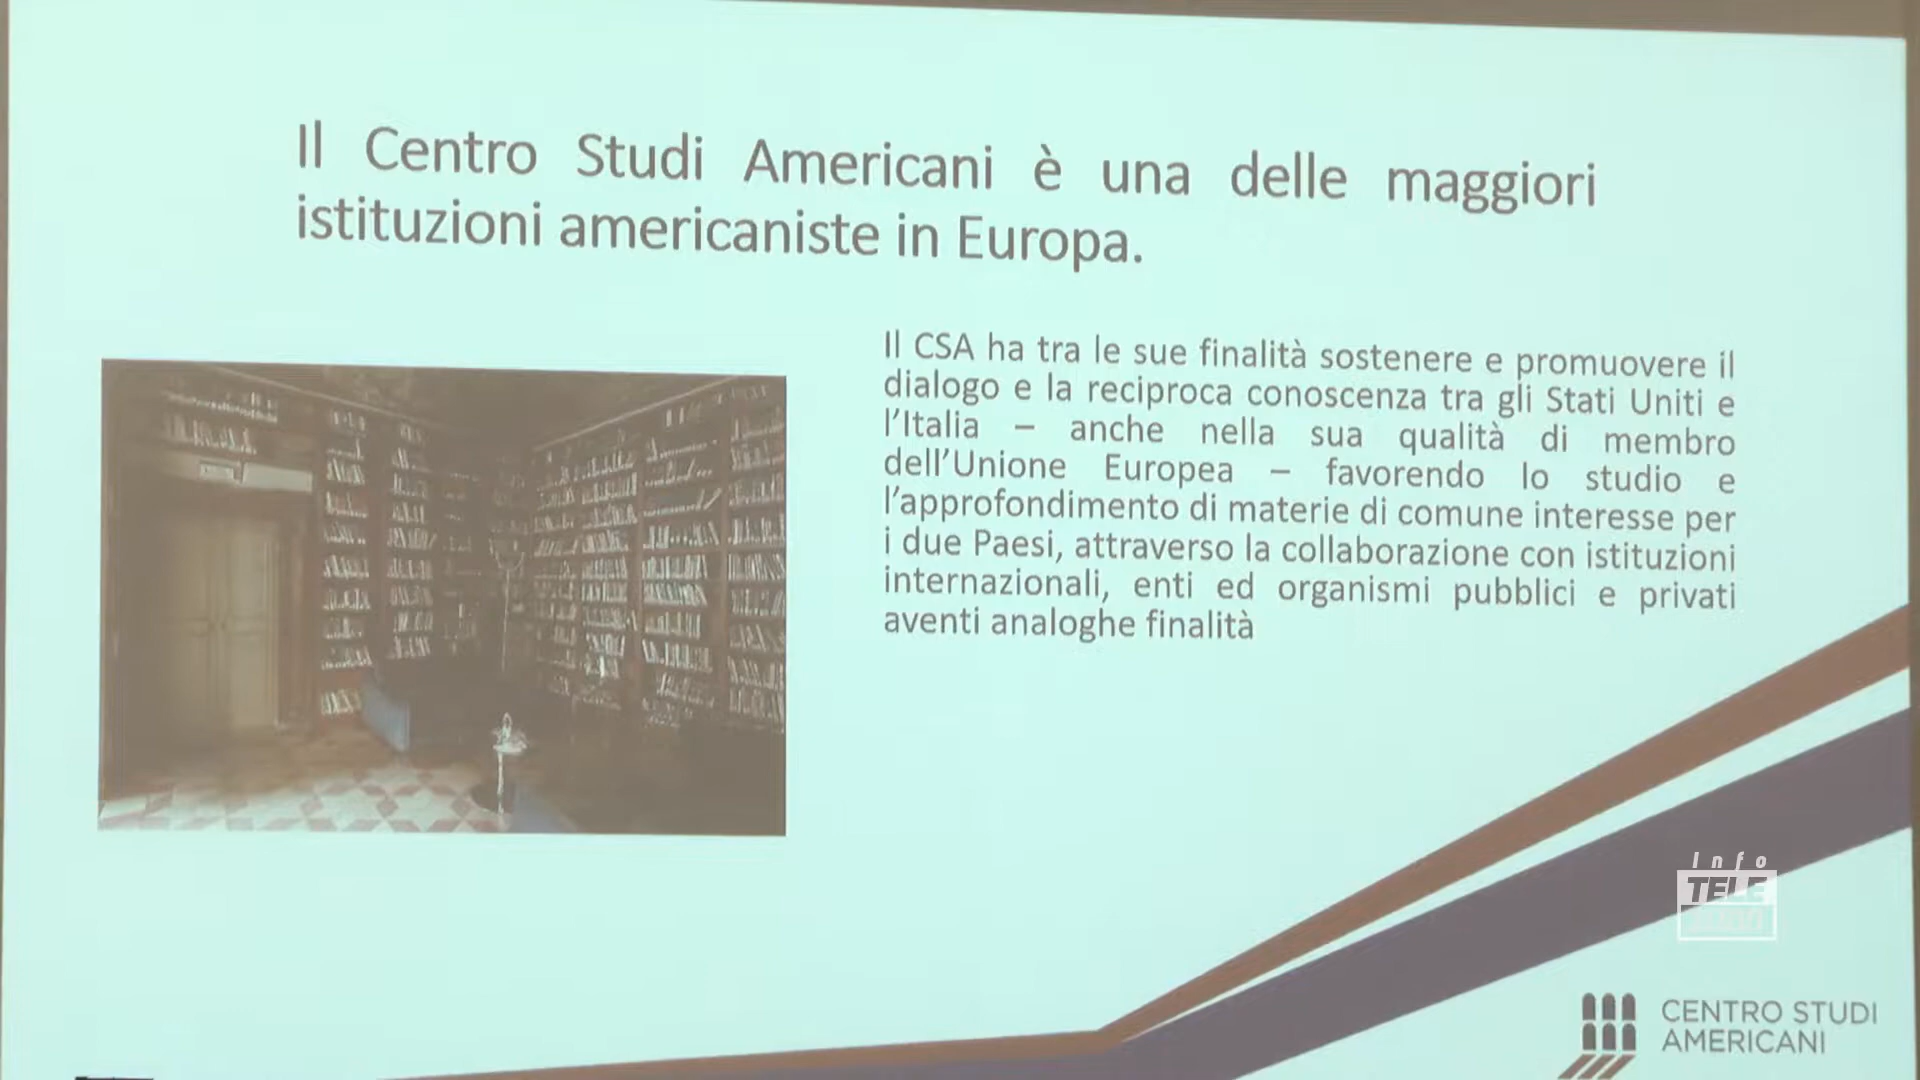 Il Centro Studi Americani è una delle maggiori
istituzioni americaniste in Europa.
Il CSA ha tra le sue finalità sostenere e promuovere il
dialogo e la reciproca conoscenza tra gli Stati Uniti e
l’Italia – anche nella sua qualità di membro
dell’Unione Europea – favorendo lo studio e
l’approfondimento di materie di comune interesse per
i due Paesi, attraverso la collaborazione con istituzioni
internazionali, enti ed organismi pubblici e privati
aventi analoghe finalità
Info
TELE
CENTRO STUDI
AMERICANI